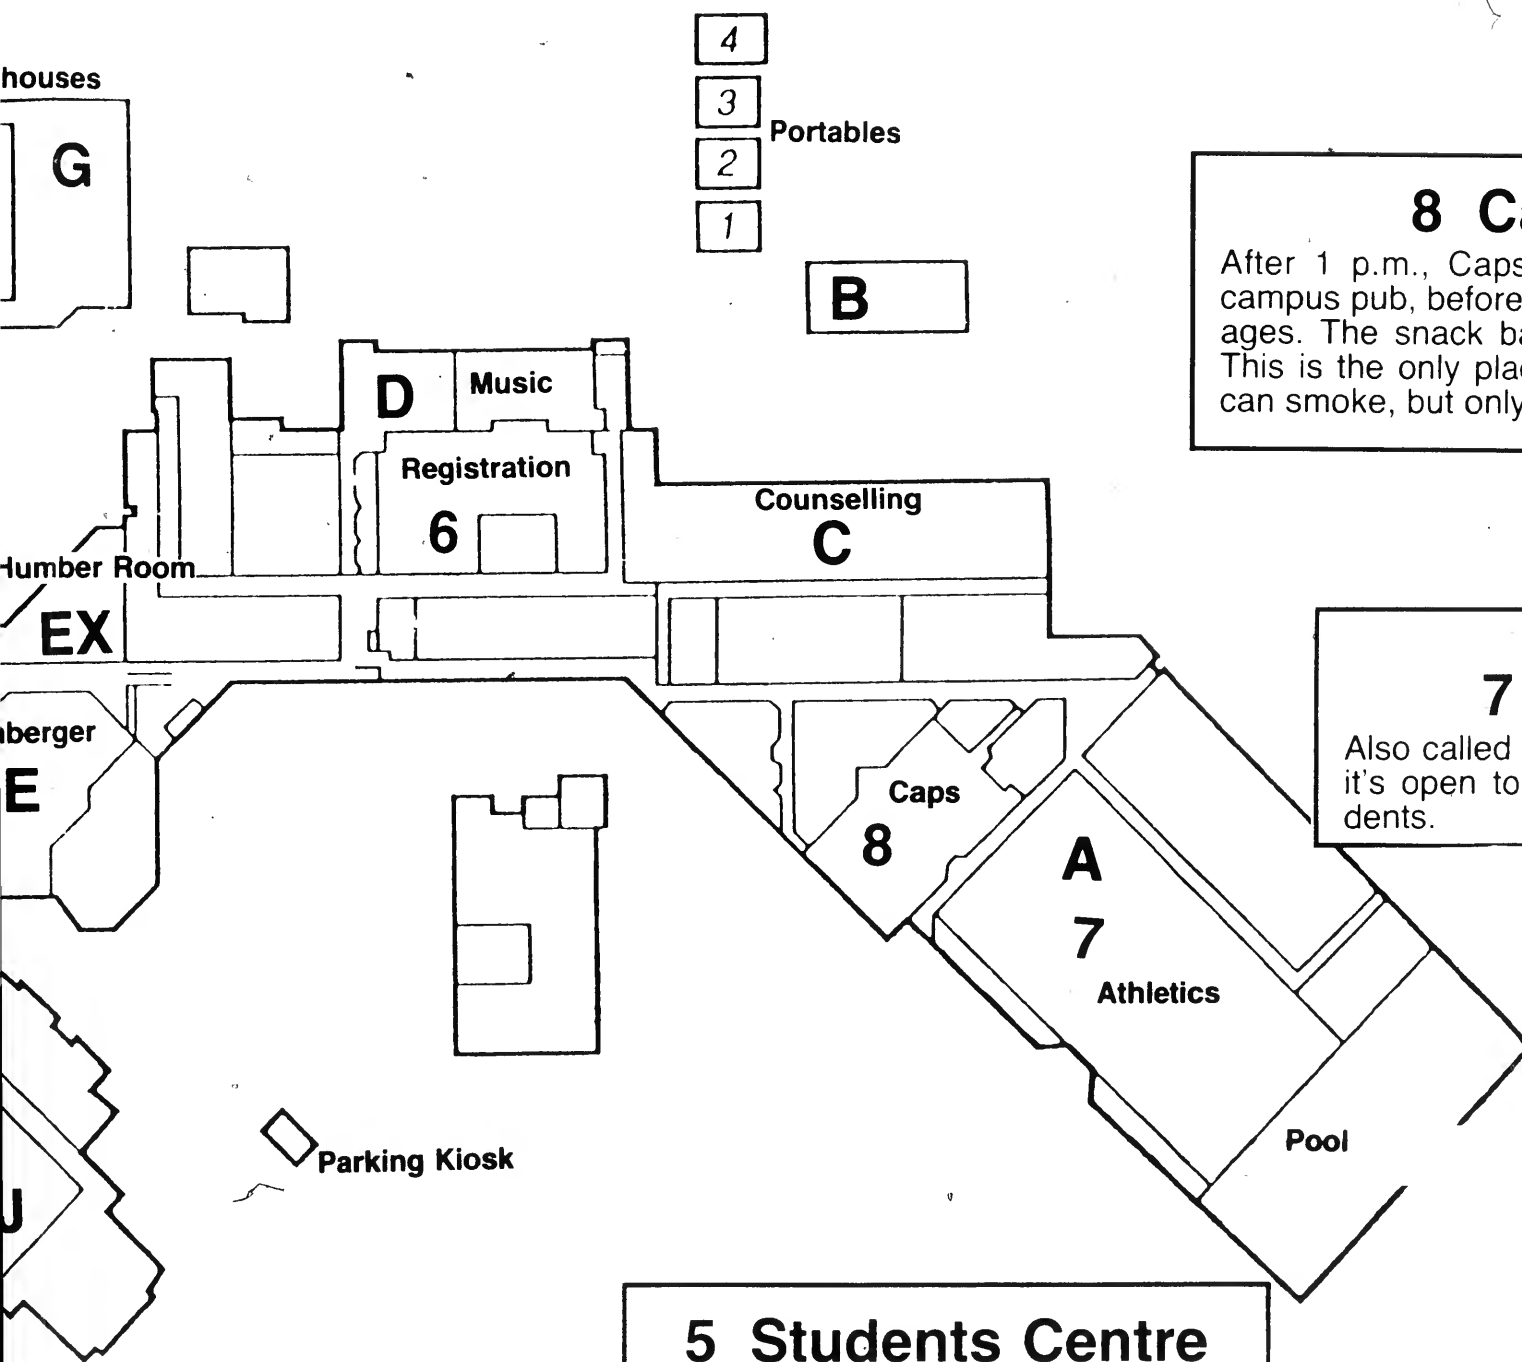 4
houses
3
Portables
G
2
1
8
After 1 p.m., Caps
campus pub, before
ages. The snack
This is the only
can smoke, but only
B
D
Music
Registration
6
Counselling
C
Humber Room
EX
7
Also called
it's open to
dents.
E
Caps
8
A
7
Athletics
Parking Kiosk
Pool
5 Students Centre